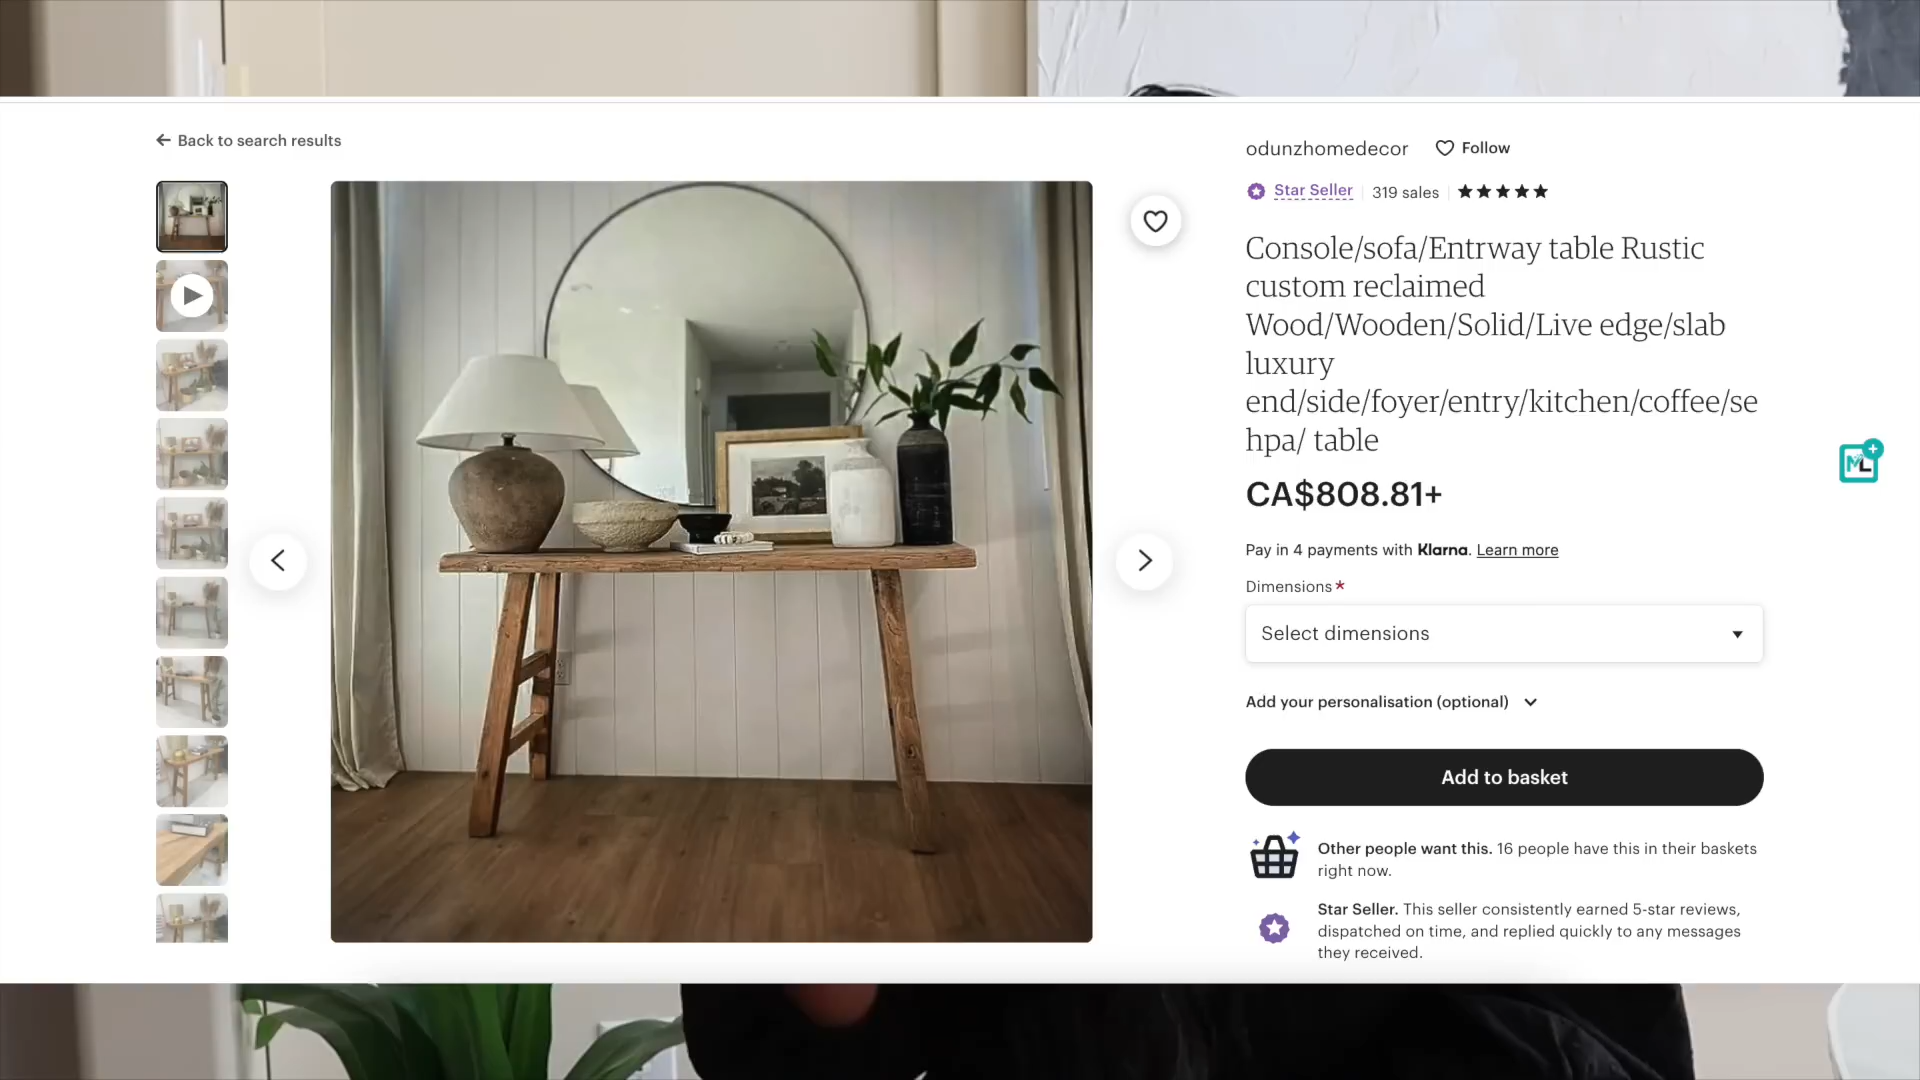 Back to search results
odunzhomedecor Follow
Star Seller 319 sales
Console/sofa/Entrway table Rustic
custom reclaimed
Wood/Wooden/Solid/Live edge/slab
luxury
end/side/foyer/entry/kitchen/coffee/se
hpa/ table
CA$808.81+
Pay in 4 payments with Klarna. Learn more
Dimensions*
Select dimensions
Add your personalisation (optional)
Add to basket
Other people want this. 16 people have this in their baskets
right now.
Star Seller. This seller consistently earned 5-star reviews,
dispatched on time, and replied quickly to any messages
they received.
ML